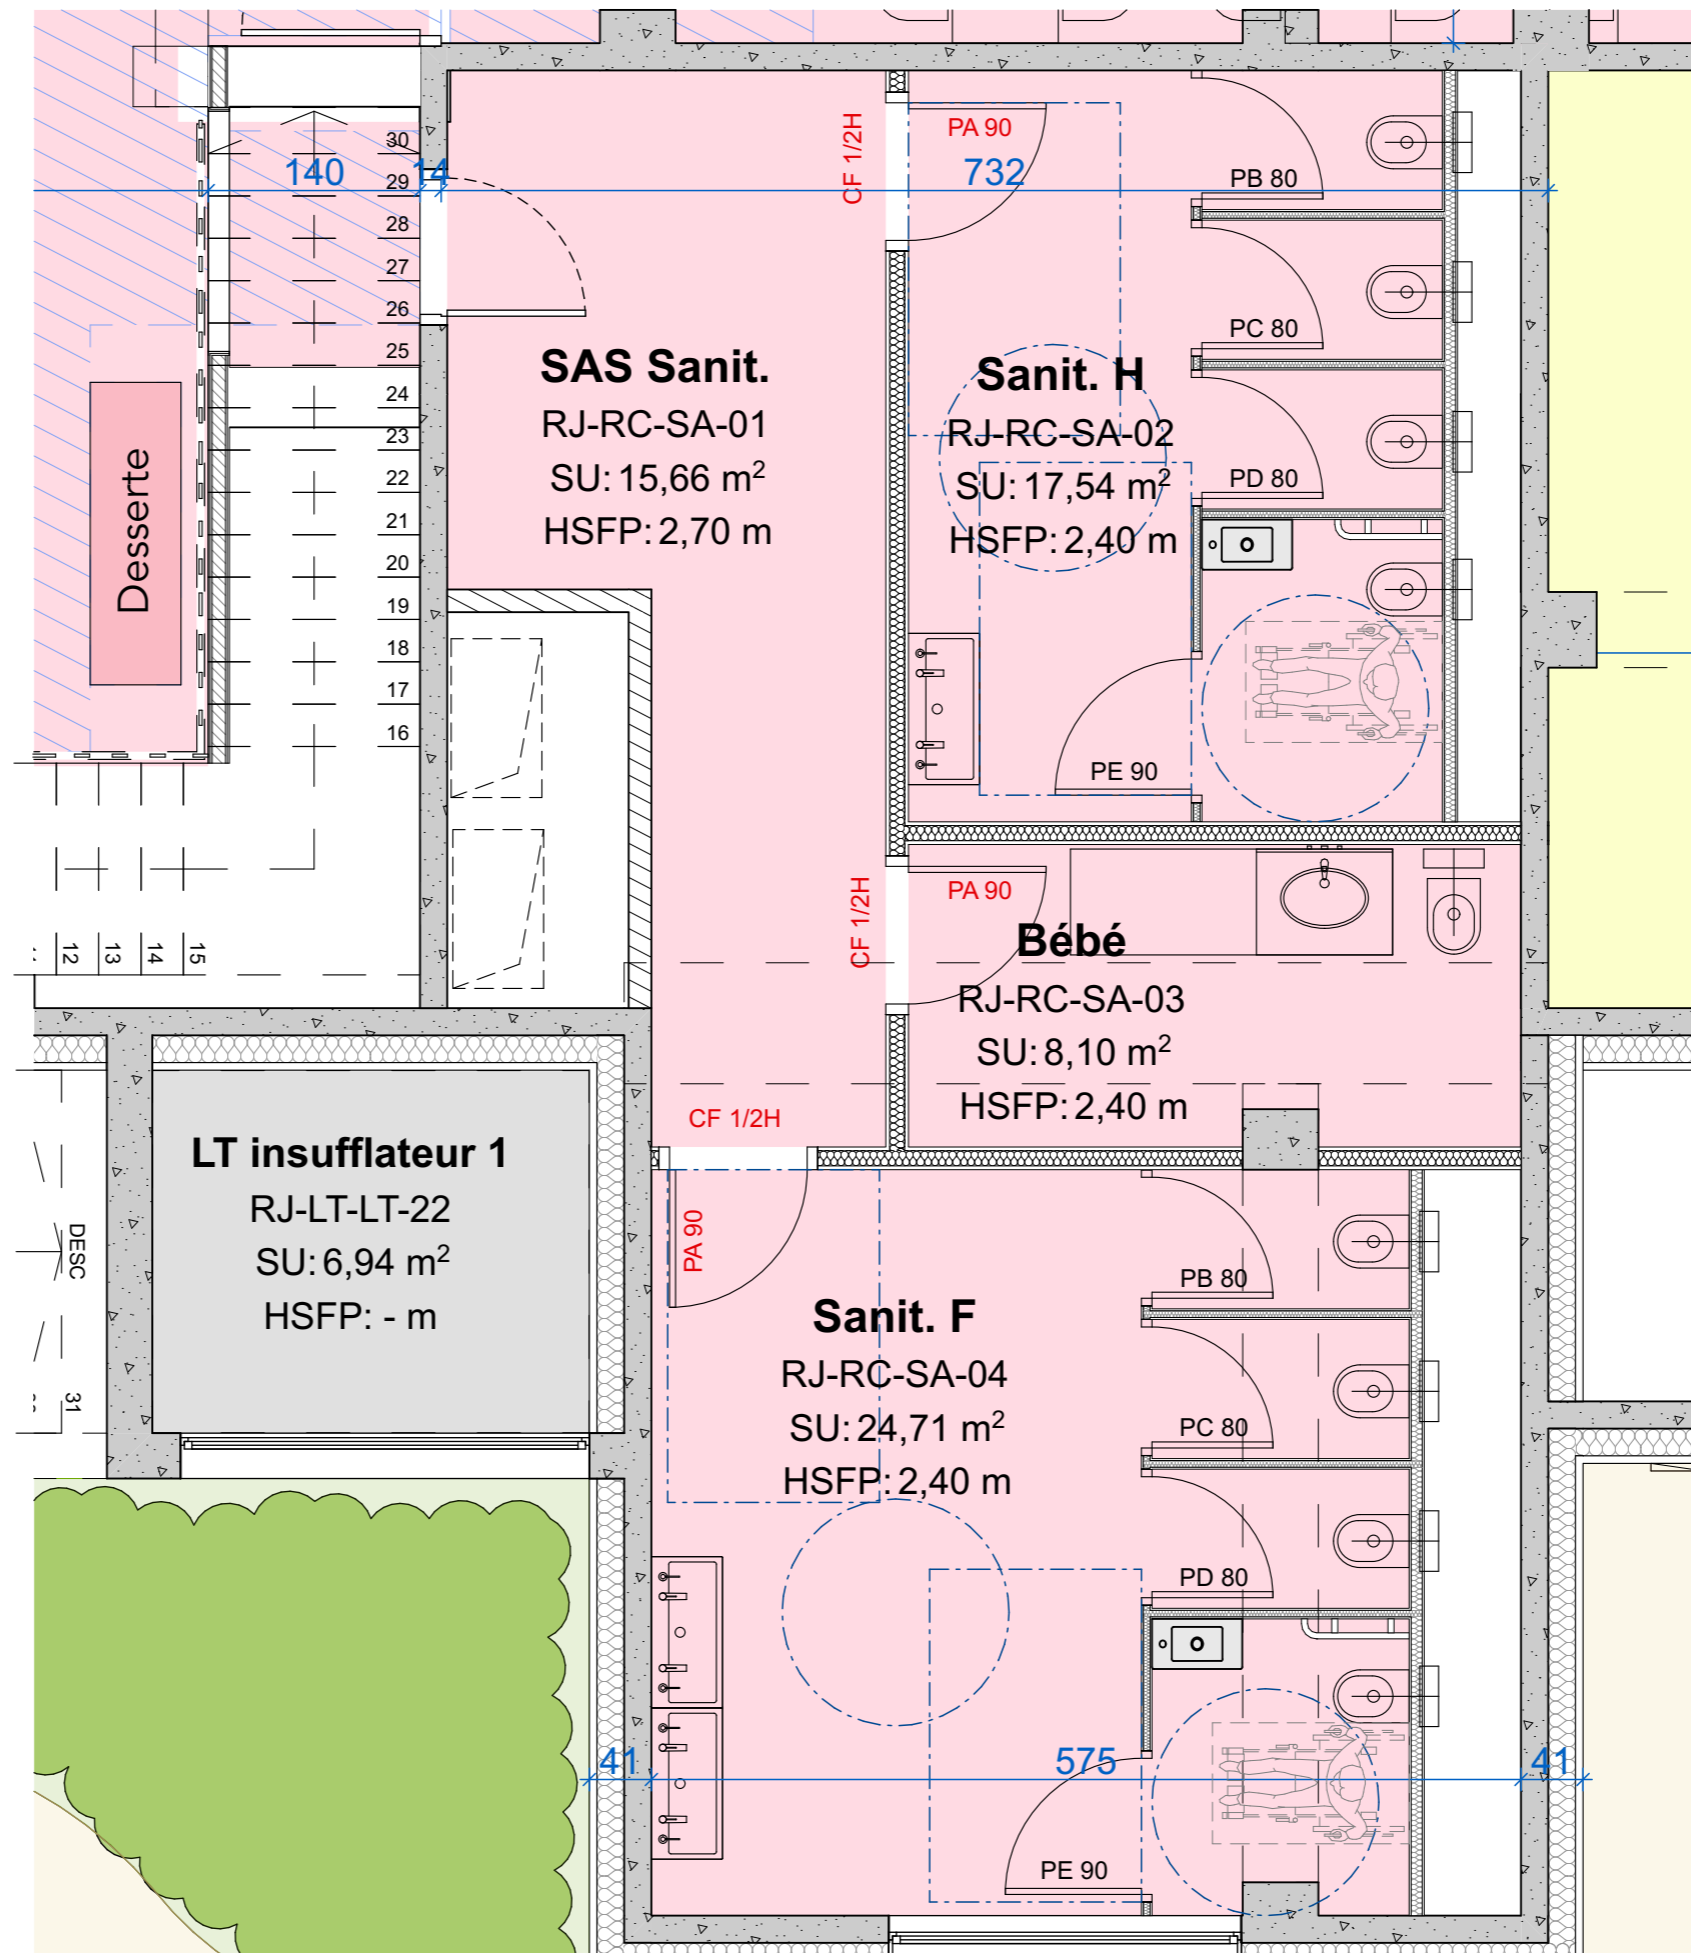 140
14
732
30
29
28
27
26
25
24
23
22
21
20
19
18
17
16
15
14
13
12
Desserte
CF 1/2H
PA 90
PB 80
PC 80
PD 80
PE 90
SAS Sanit.
RJ-RC-SA-01
SU: 15,66 m²
HSFP: 2,70 m
Sanit. H
RJ-RC-SA-02
SU: 17,54 m²
HSFP: 2,40 m
CF 1/2H
PA 90
Bébé
RJ-RC-SA-03
SU: 8,10 m²
HSFP: 2,40 m
CF 1/2H
PA 90
LT insufflateur 1
RJ-LT-LT-22
SU: 6,94 m²
HSFP: - m
DESC
31
Sanit. F
RJ-RC-SA-04
SU: 24,71 m²
HSFP: 2,40 m
PB 80
PC 80
PD 80
PE 90
41
575
41